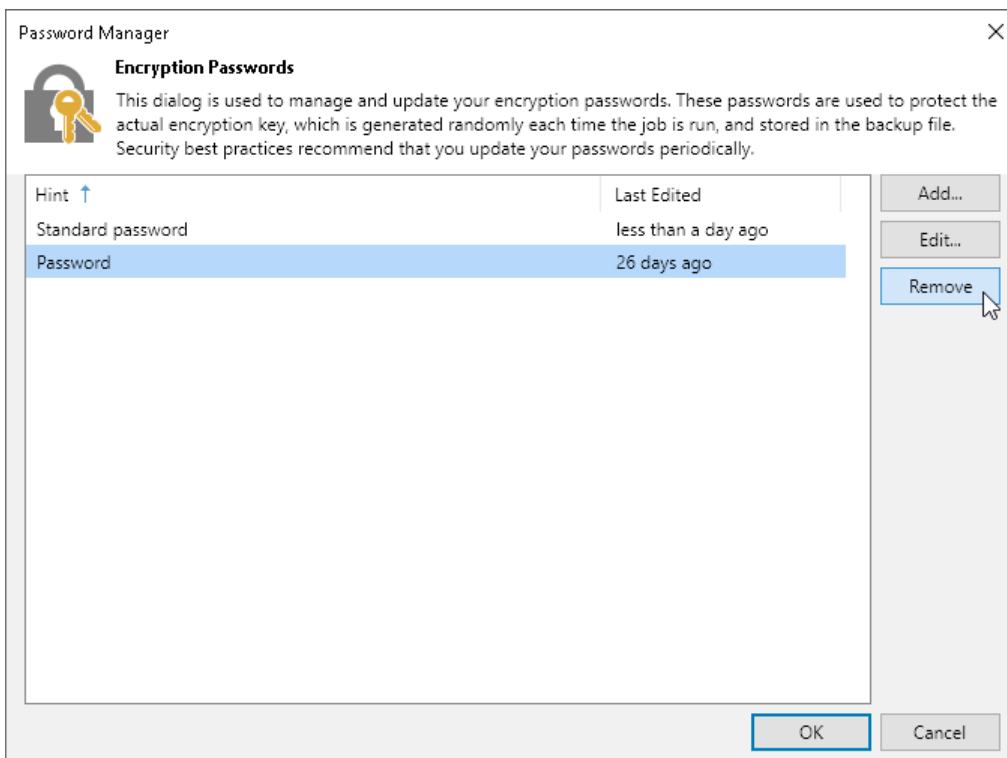 Password Manager
Encryption Passwords
This dialog is used to manage and update your encryption passwords. These passwords are used to protect the
actual encryption key, which is generated randomly each time the job is run, and stored in the backup file.
Security best practices recommend that you update your passwords periodically.
Hint Last Edited
Standard password less than a day ago
Password 26 days ago
Add...
Edit...
Remove
OK Cancel